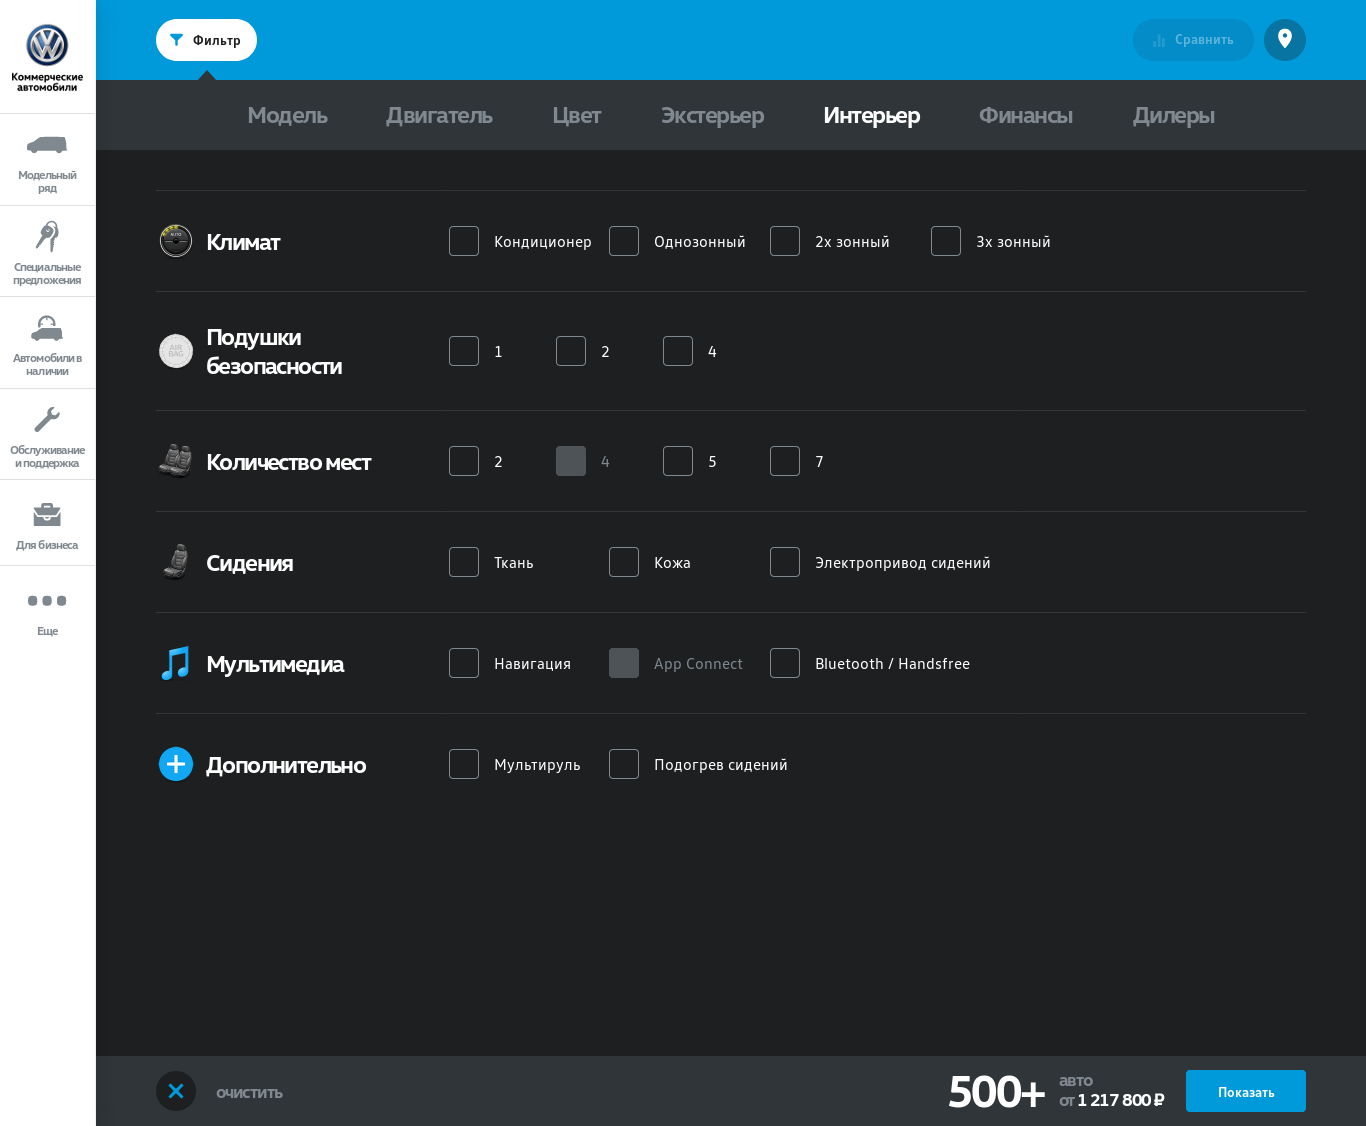 Коммерческие
автомобили
Модельный
ряд
Специальные
предложения
Автомобили в
наличии
Обслуживание
и поддержка
Для бизнеса
Еще
Фильтр
Сравнить
Модель Двигатель Цвет Экстерьер Интерьер Финансы Дилеры
Климат Кондиционер Однозонный 2х зонный 3х зонный
AUTO
Подушки
безопасности
AIR
BAG
1 2 4
Количество мест 2 4 5 7
Сидения Ткань Кожа Электропривод сидений
Мультимедиа Навигация App Connect Bluetooth / Handsfree
Дополнительно Мультируль Подогрев сидений
очистить
500+
авто
от 1 217 800 ₽
Показать